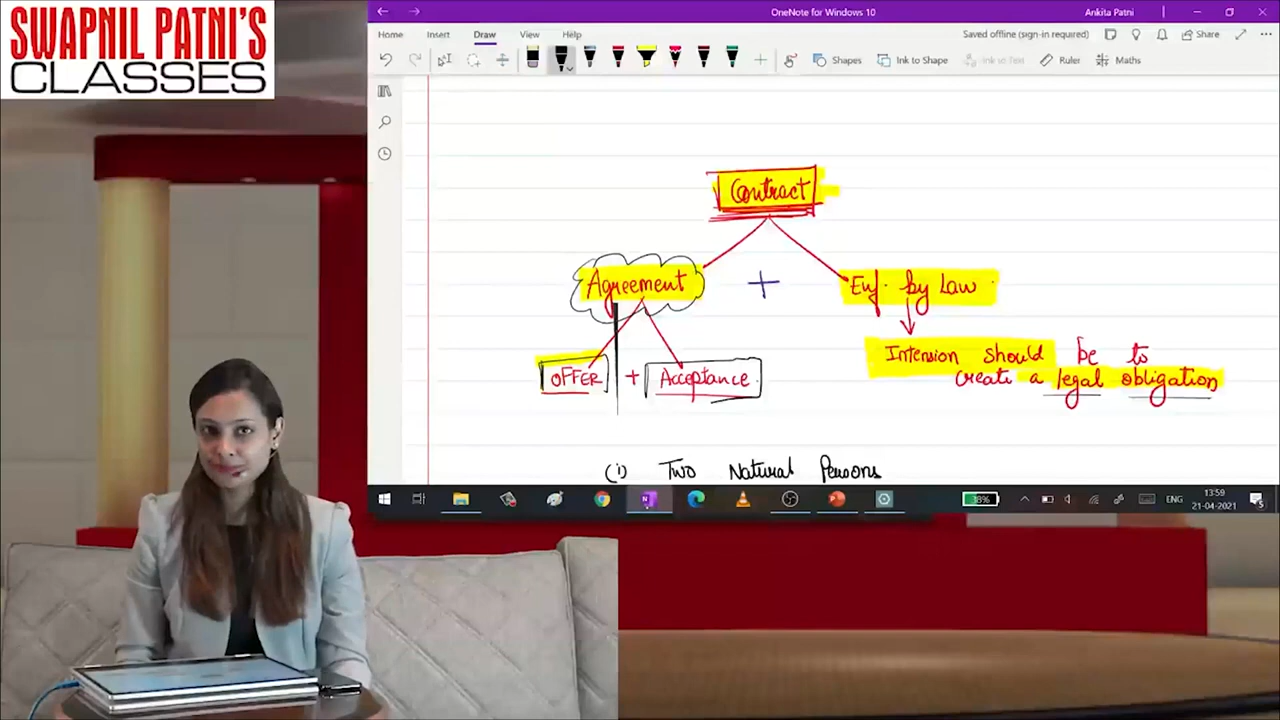 SWAPNIL PATNI'S
CLASSES
OneNote for Windows 10
Ankita Patni
Home Insert Draw View Help
Saved offline (sign-in required)
Share
Shapes
Ink to Shape
Ink to Text
Ruler
Maths
Contract
Agreement + Enf. by Law
OFFER + Acceptance
Intension should be to
create a legal obligation
(i) Two Natural Persons
38%
ENG
13:59
21-04-2021